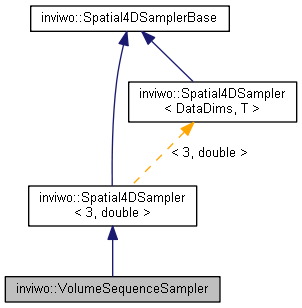 inviwo::Spatial4DSamplerBase
inviwo::Spatial4DSampler
< DataDims, T >
< 3, double >
inviwo::Spatial4DSampler
< 3, double >
inviwo::VolumeSequenceSampler